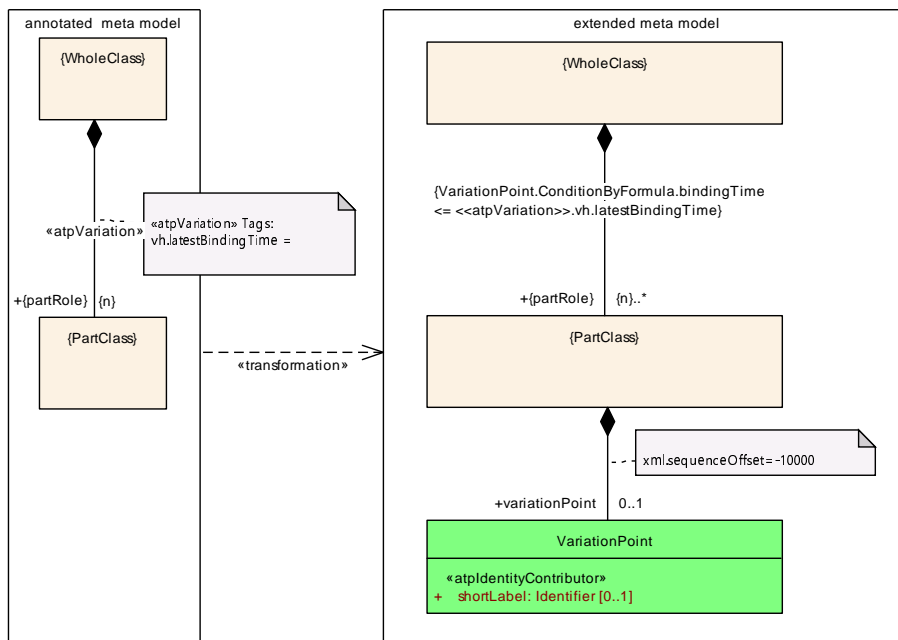 annotated  meta model
{WholeClass}
«atpVariation» Tags:
vh.latestBindingTime =
«atpVariation»
+{partRole} {n}
{PartClass}
«transformation»
extended meta model
{WholeClass}
{VariationPoint.ConditionByFormula.bindingTime
<= <<atpVariation>>.vh.latestBindingTime}
+{partRole} {n}..*
{PartClass}
xml.sequenceOffset=-10000
+variationPoint 0..1
VariationPoint
«atpIdentityContributor»
+ shortLabel: Identifier [0..1]